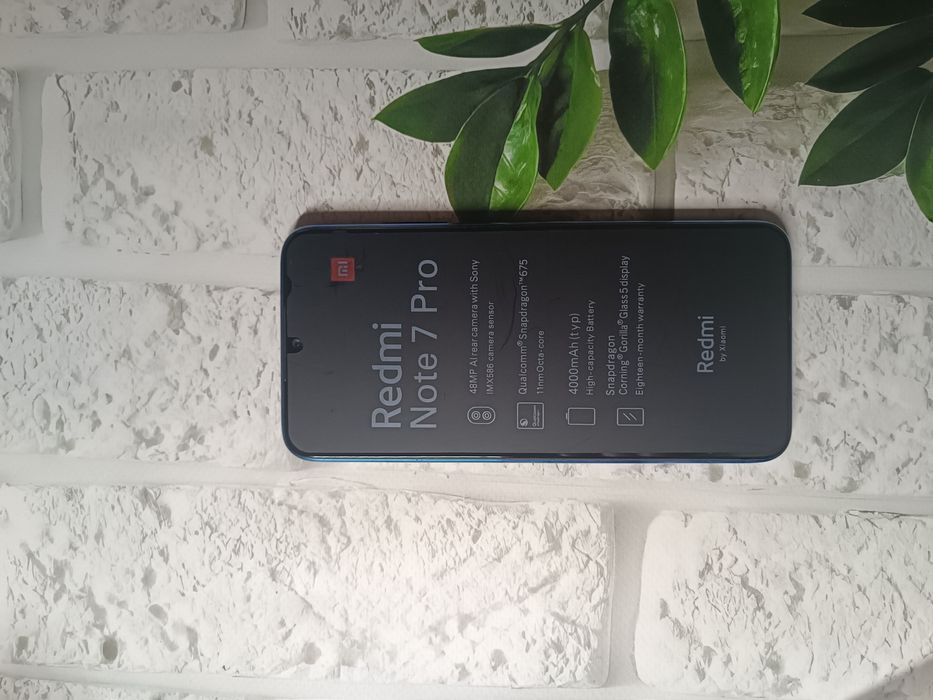 mi
Redmi
Note 7 Pro
48MP AI rear camera with Sony
IMX586 camera sensor
Qualcomm® Snapdragon™ 675
11nm Octa-core
4000mAh (typ)
High-capacity Battery
Snapdragon
Corning® Gorilla® Glass 5 display
Eighteen-month warranty
Redmi
by Xiaomi